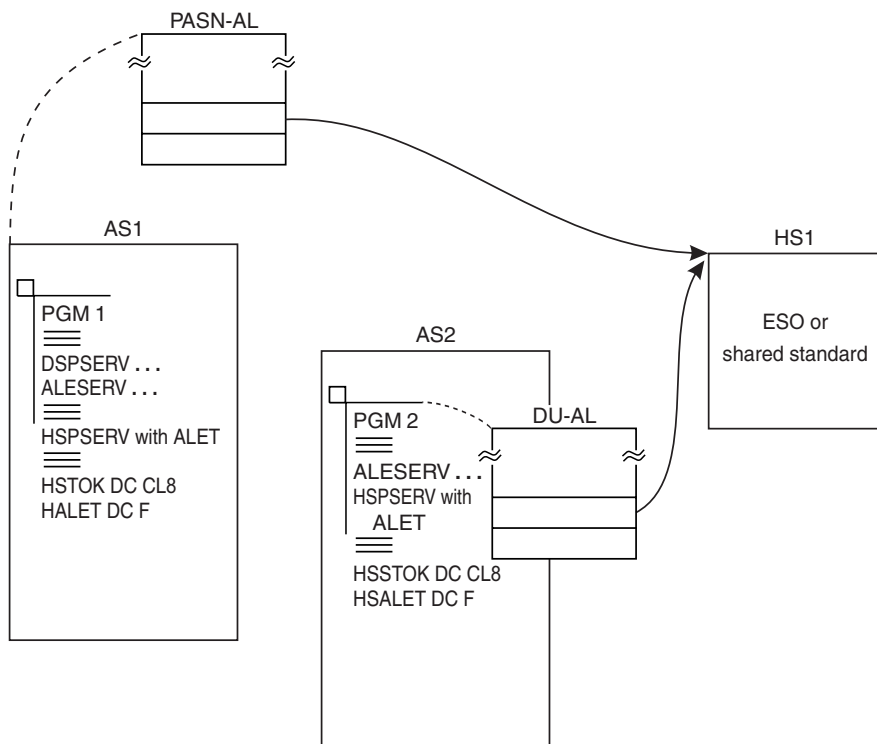 PASN-AL
AS1
PGM 1
DSPSERV . . .
ALESERV . . .
HSPSERV with ALET
HSTOK DC CL8
HALET DC F
AS2
PGM 2
ALESERV . . .
HSPSERV with
ALET
HSSTOK DC CL8
HSALET DC F
DU-AL
HS1
ESO or
shared standard